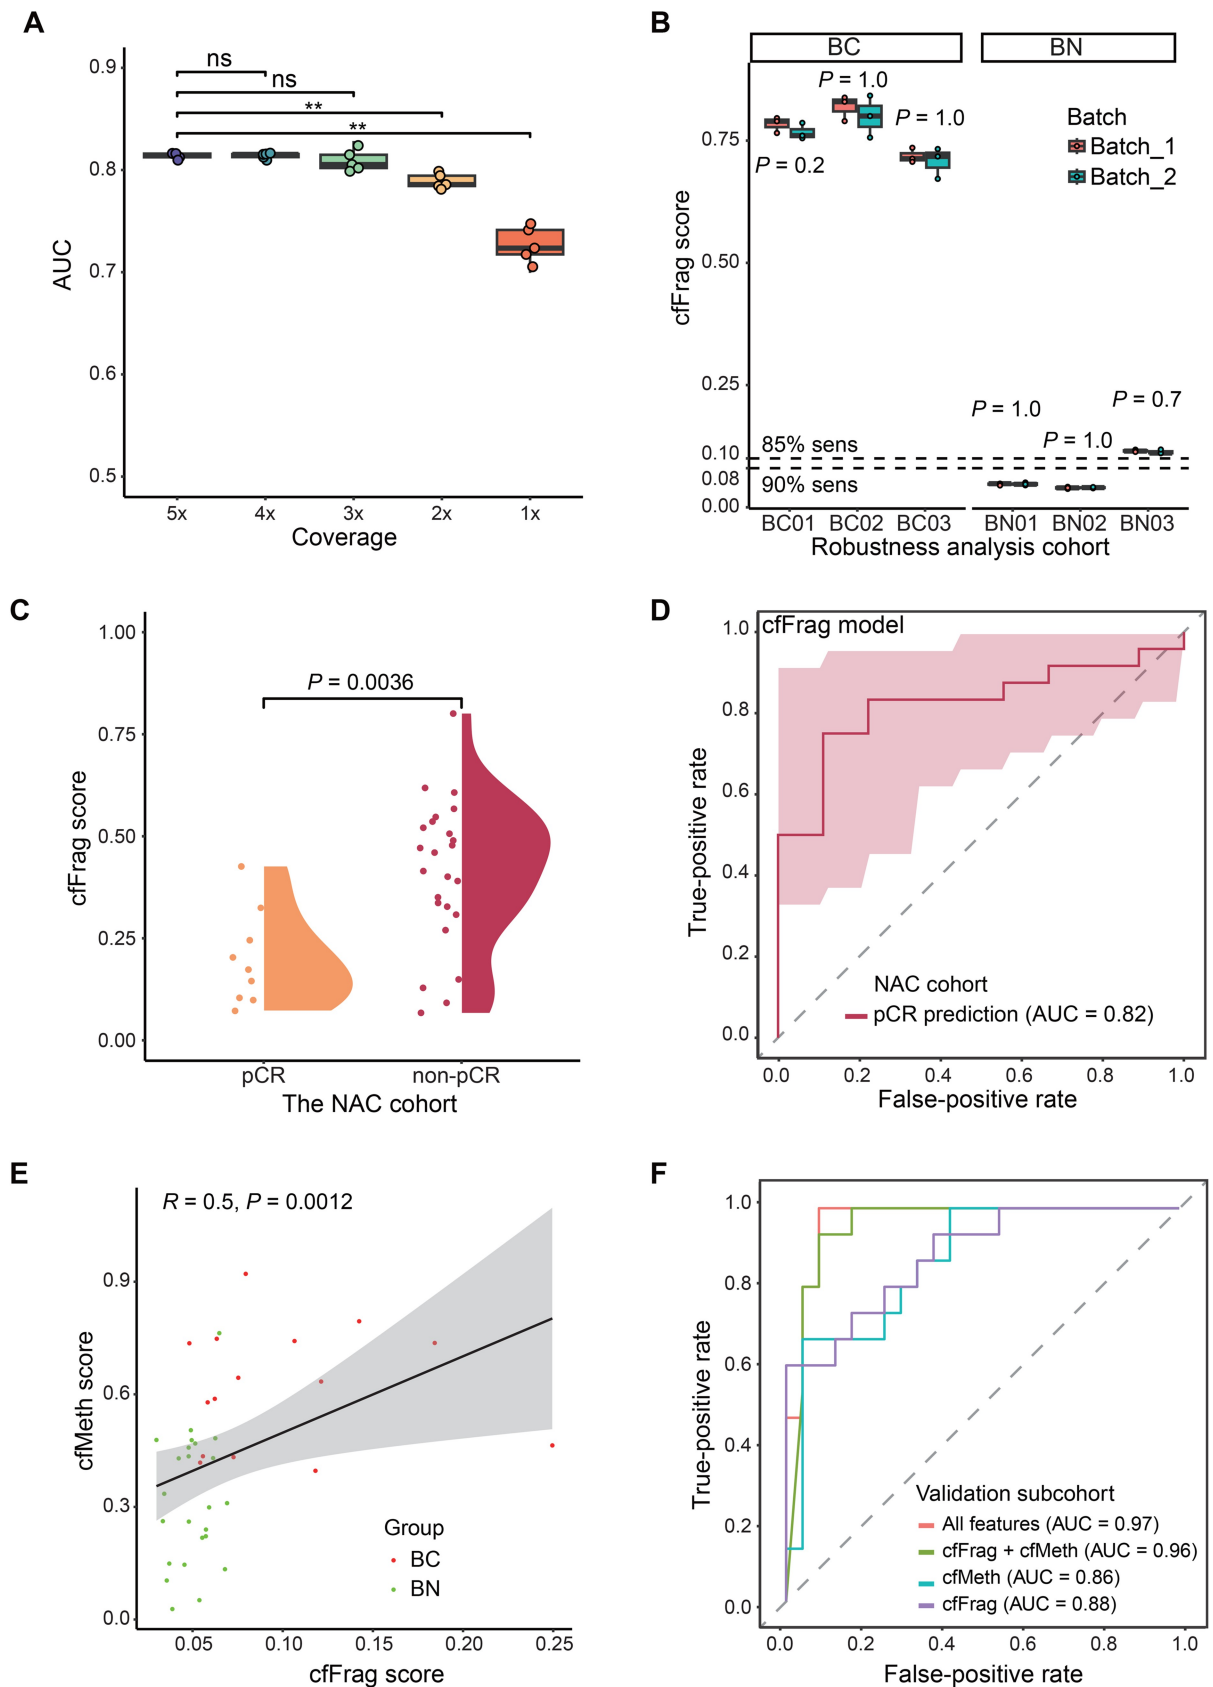 A
0.9
0.8
0.7
0.6
0.5
AUC
ns
ns
**
**
5x
4x
3x
2x
1x
Coverage
B
BC
BN
cfFrag score
0.75
0.50
0.25
0.10
0.08
0.00
P = 0.2
P = 1.0
P = 1.0
P = 1.0
P = 1.0
P = 0.7
Batch
Batch_1
Batch_2
85% sens
90% sens
BC01
BC02
BC03
BN01
BN02
BN03
Robustness analysis cohort
C
1.00
0.75
0.50
0.25
0.00
cfFrag score
P = 0.0036
pCR
non-pCR
The NAC cohort
D
cfFrag model
1.0
0.8
0.6
0.4
0.2
0.0
True-positive rate
NAC cohort
pCR prediction (AUC = 0.82)
0.0
0.2
0.4
0.6
0.8
1.0
False-positive rate
E
R = 0.5, P = 0.0012
0.9
0.6
0.3
0.0
cfMeth score
Group
BC
BN
0.05
0.10
0.15
0.20
0.25
cfFrag score
F
1.0
0.8
0.6
0.4
0.2
0.0
True-positive rate
Validation subcohort
All features (AUC = 0.97)
cfFrag + cfMeth (AUC = 0.96)
cfMeth (AUC = 0.86)
cfFrag (AUC = 0.88)
0.0
0.2
0.4
0.6
0.8
1.0
False-positive rate